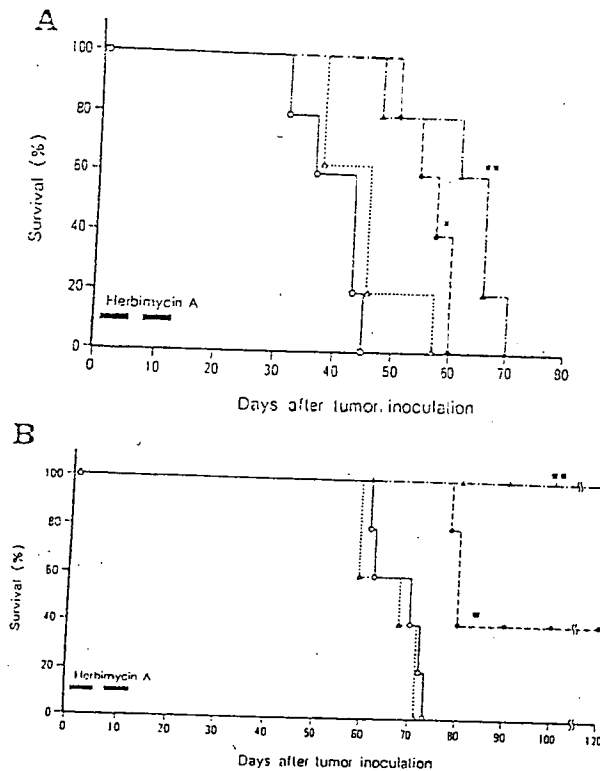 A
100
80
60
40
20
0
Survival (%)
Herbimycin A
**
*
0 10 20 30 40 50 60 70 80
Days after tumor. inoculation
B
100
80
60
40
20
0
Survival (%)
Herbimycin A
**
*
0 10 20 30 40 50 60 70 80 90 100 120
Days after tumor inoculation